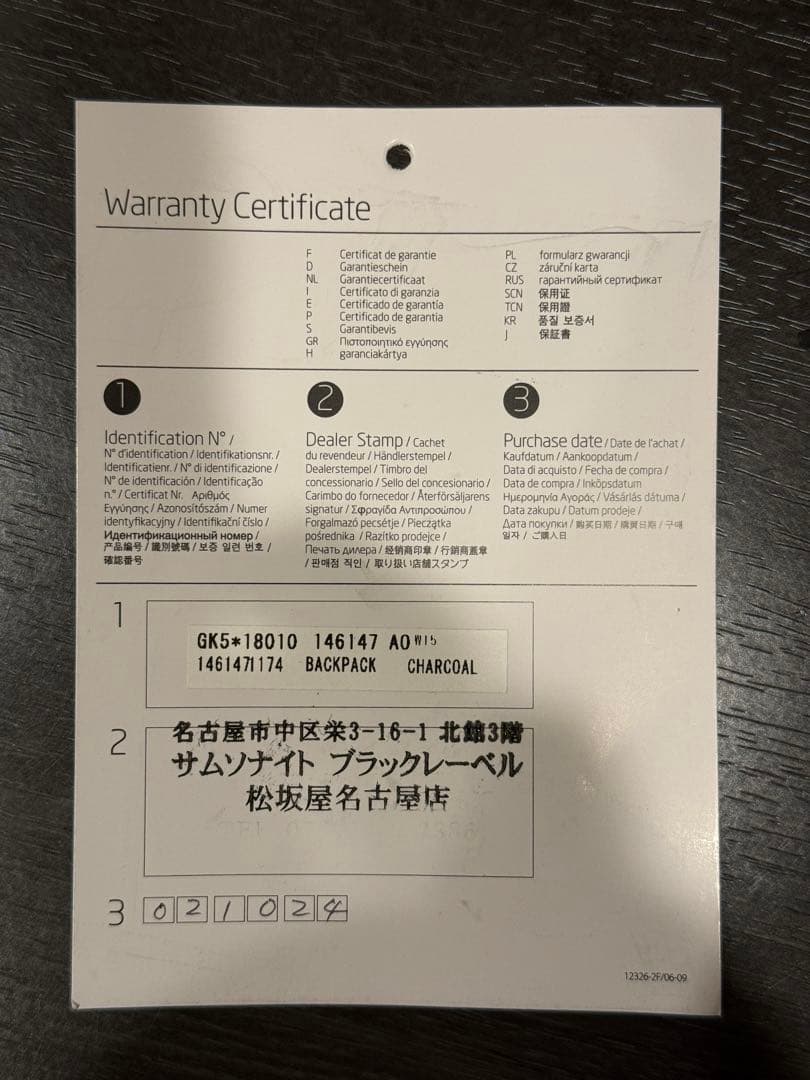 Warranty Certificate
F Certificat de garantie
D Garantieschein
NL Garantiecertificaat
I Certificato di garanzia
E Certificado de garantía
P Certificado de garantia
S Garantibevis
GR Πιστοποιητικό εγγύησης
H garanciakártya
PL formularz gwarancji
CZ záruční karta
RUS гарантийный сертификат
SCN 保用证
TCN 保用證
KR 품질 보증서
J 保証書
1
Identification N° /
N° d'identification / Identifikationsnr. /
Identificatienr. / N° di identificazione /
N° de identificación / Identificação
n.° / Certificat Nr. Αριθμός
Εγγύησης / Azonosítószám / Numer
identyfikacyjny / Identifikační číslo /
Идентификационный номер /
产品编号 / 識別號碼 / 보증 일련 번호 /
確認番号
2
Dealer Stamp / Cachet
du revendeur / Händlerstempel /
Dealerstempel / Timbro del
concessionario / Sello del concesionario /
Carimbo do fornecedor / Återförsäljarens
signatur / Σφραγίδα Αντιπροσώπου /
Forgalmazó pecsétje / Pieczątka
pośrednika / Razítko prodejce /
Печать дилера / 经销商印章 / 行銷商蓋章
/ 판매점 직인 / 取り扱い店舗スタンプ
3
Purchase date / Date de l'achat /
Kaufdatum / Aankoopdatum /
Data di acquisto / Fecha de compra /
Data de compra / Inköpsdatum
Ημερομηνία Αγοράς / Vásárlás dátuma /
Data zakupu / Datum prodeje /
Дата покупки / 购买日期 / 購買日期 / 구매
일자 / ご購入日
1
GK5*18010 146147 A0 W15
1461471174 BACKPACK CHARCOAL
2
名古屋市中区栄3-16-1 北館3階
サムソナイト ブラックレーベル
松坂屋名古屋店
3 021024
12326-2F/06-09